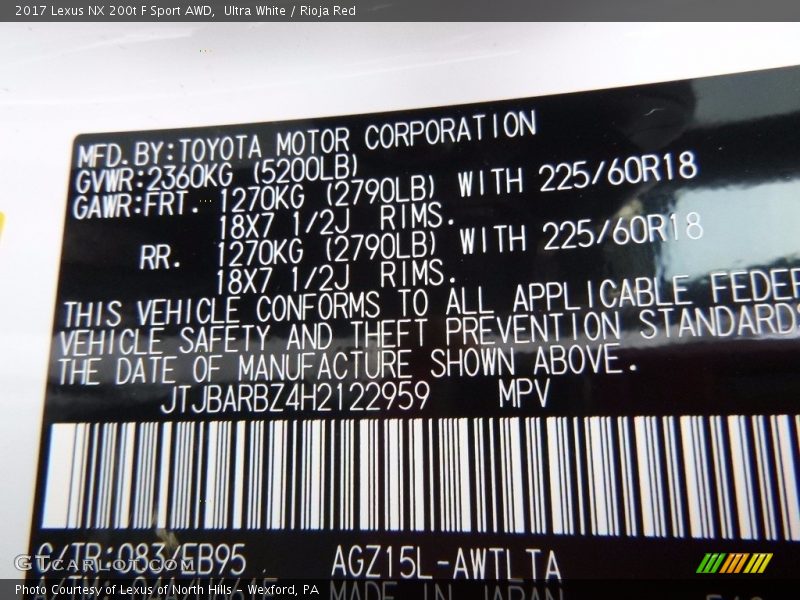 2017 Lexus NX 200t F Sport AWD,  Ultra White / Rioja Red
MFD. BY: TOYOTA MOTOR CORPORATION
GVWR: 2360KG (5200LB)
GAWR: FRT. 1270KG (2790LB) WITH 225/60R18
18X7 1/2J RIMS.
RR. 1270KG (2790LB) WITH 225/60R18
18X7 1/2J RIMS.
THIS VEHICLE CONFORMS TO ALL APPLICABLE FEDER
VEHICLE SAFETY AND THEFT PREVENTION STANDARDS
THE DATE OF MANUFACTURE SHOWN ABOVE.
JTJBARBZ4H2122959 MPV
C/TR: 083/EB95 AGZ15L-AWTLTA
GTcarlot.com
MADE IN JAPAN
Photo Courtesy of Lexus of North Hills - Wexford, PA